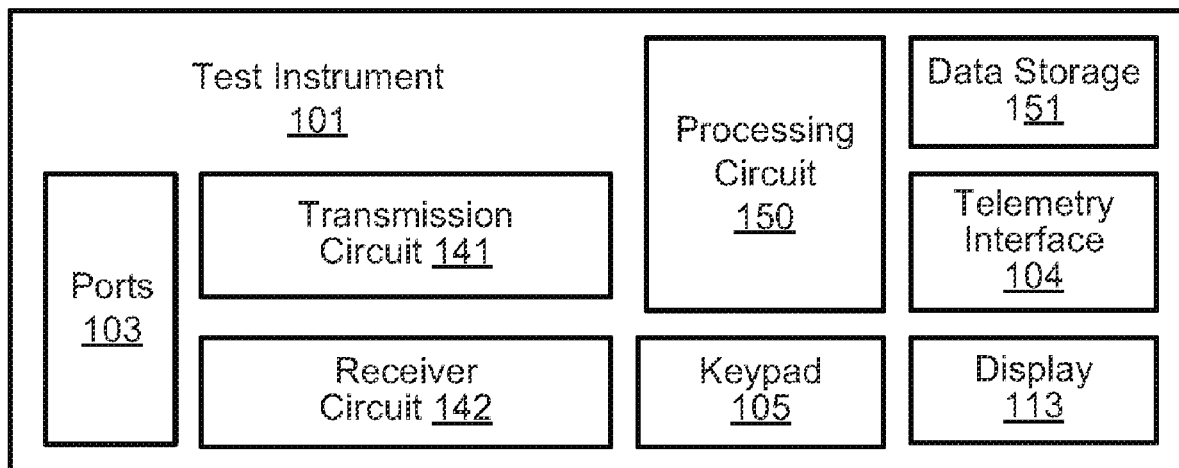 Test Instrument
101
Ports
103
Transmission
Circuit 141
Receiver
Circuit 142
Processing
Circuit
150
Keypad
105
Data Storage
151
Telemetry
Interface
104
Display
113